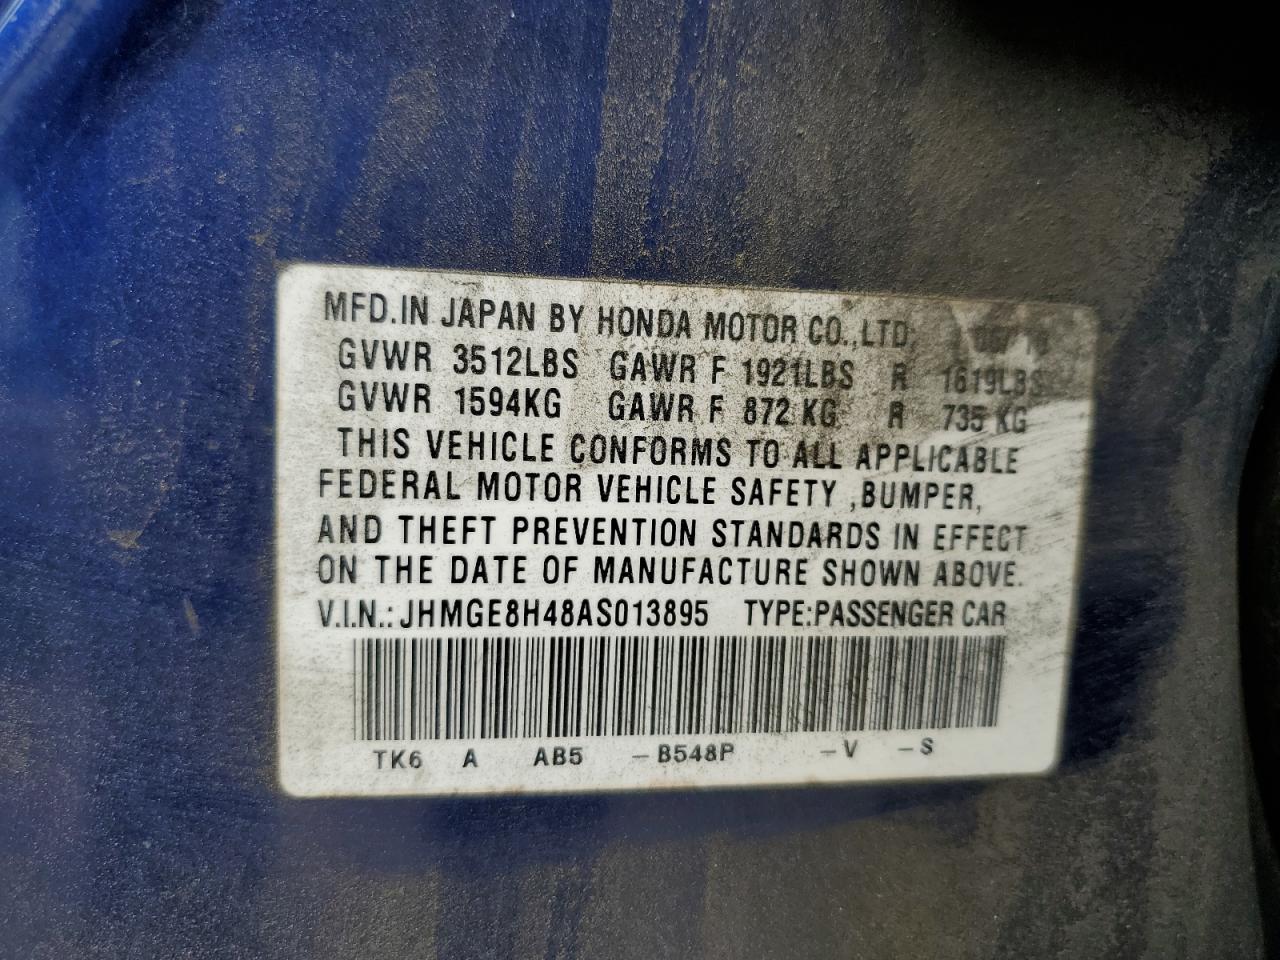 MFD.IN JAPAN BY HONDA MOTOR CO.,LTD.
GVWR 3512LBS GAWR F 1921LBS R 1619LBS
GVWR 1594KG GAWR F 872 KG R 735 KG
THIS VEHICLE CONFORMS TO ALL APPLICABLE
FEDERAL MOTOR VEHICLE SAFETY ,BUMPER,
AND THEFT PREVENTION STANDARDS IN EFFECT
ON THE DATE OF MANUFACTURE SHOWN ABOVE.
V.I.N.:JHMGE8H48AS013895 TYPE:PASSENGER CAR
TK6 A AB5 -B548P -V -S